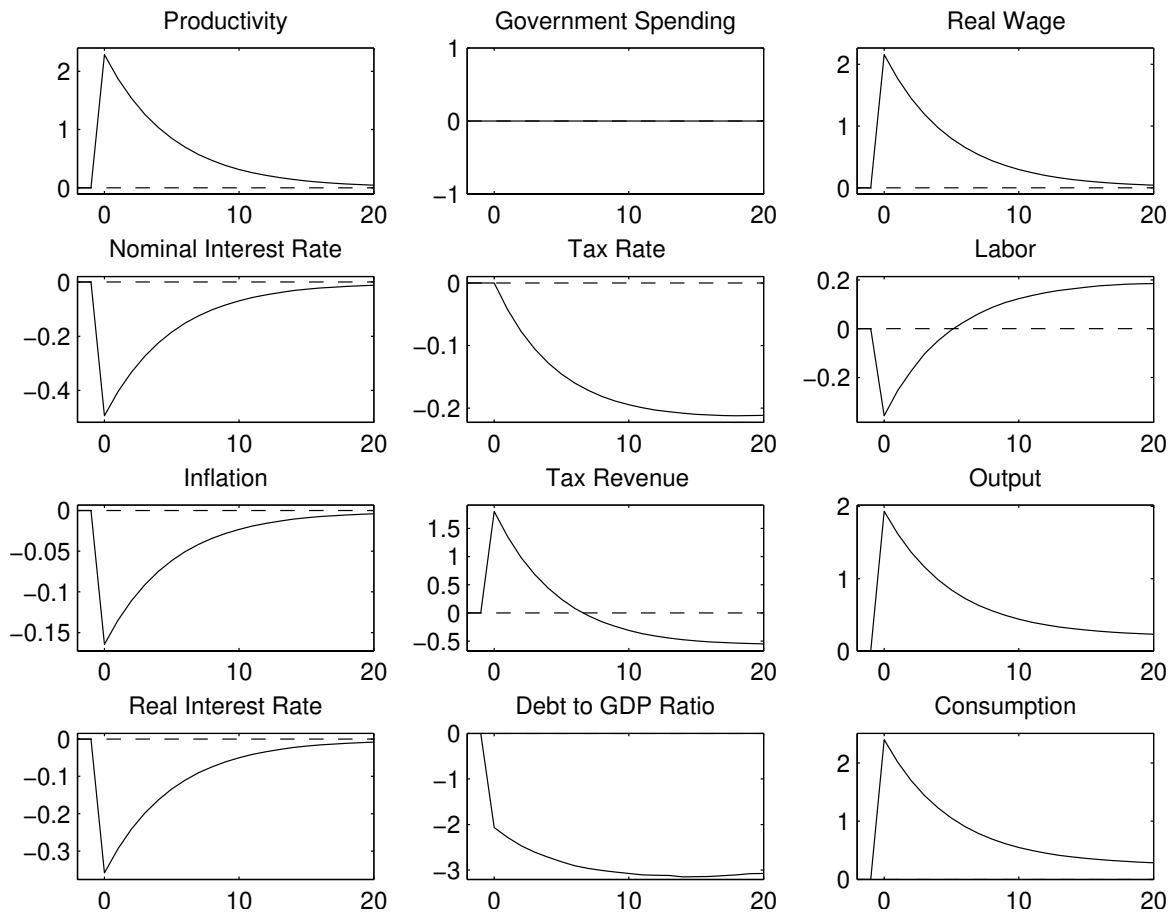 Productivity
Government Spending
Real Wage
2
1
0
0 10 20
1
0
−1
0 10 20
2
1
0
0 10 20
Nominal Interest Rate
Tax Rate
Labor
0
−0.2
−0.4
0 10 20
0
−0.1
−0.2
0 10 20
0.2
0
−0.2
0 10 20
Inflation
Tax Revenue
Output
0
−0.05
−0.1
−0.15
0 10 20
1.5
1
0.5
0
−0.5
0 10 20
2
1
0
0 10 20
Real Interest Rate
Debt to GDP Ratio
Consumption
0
−0.1
−0.2
−0.3
0 10 20
0
−1
−2
−3
0 10 20
2
1
0
0 10 20